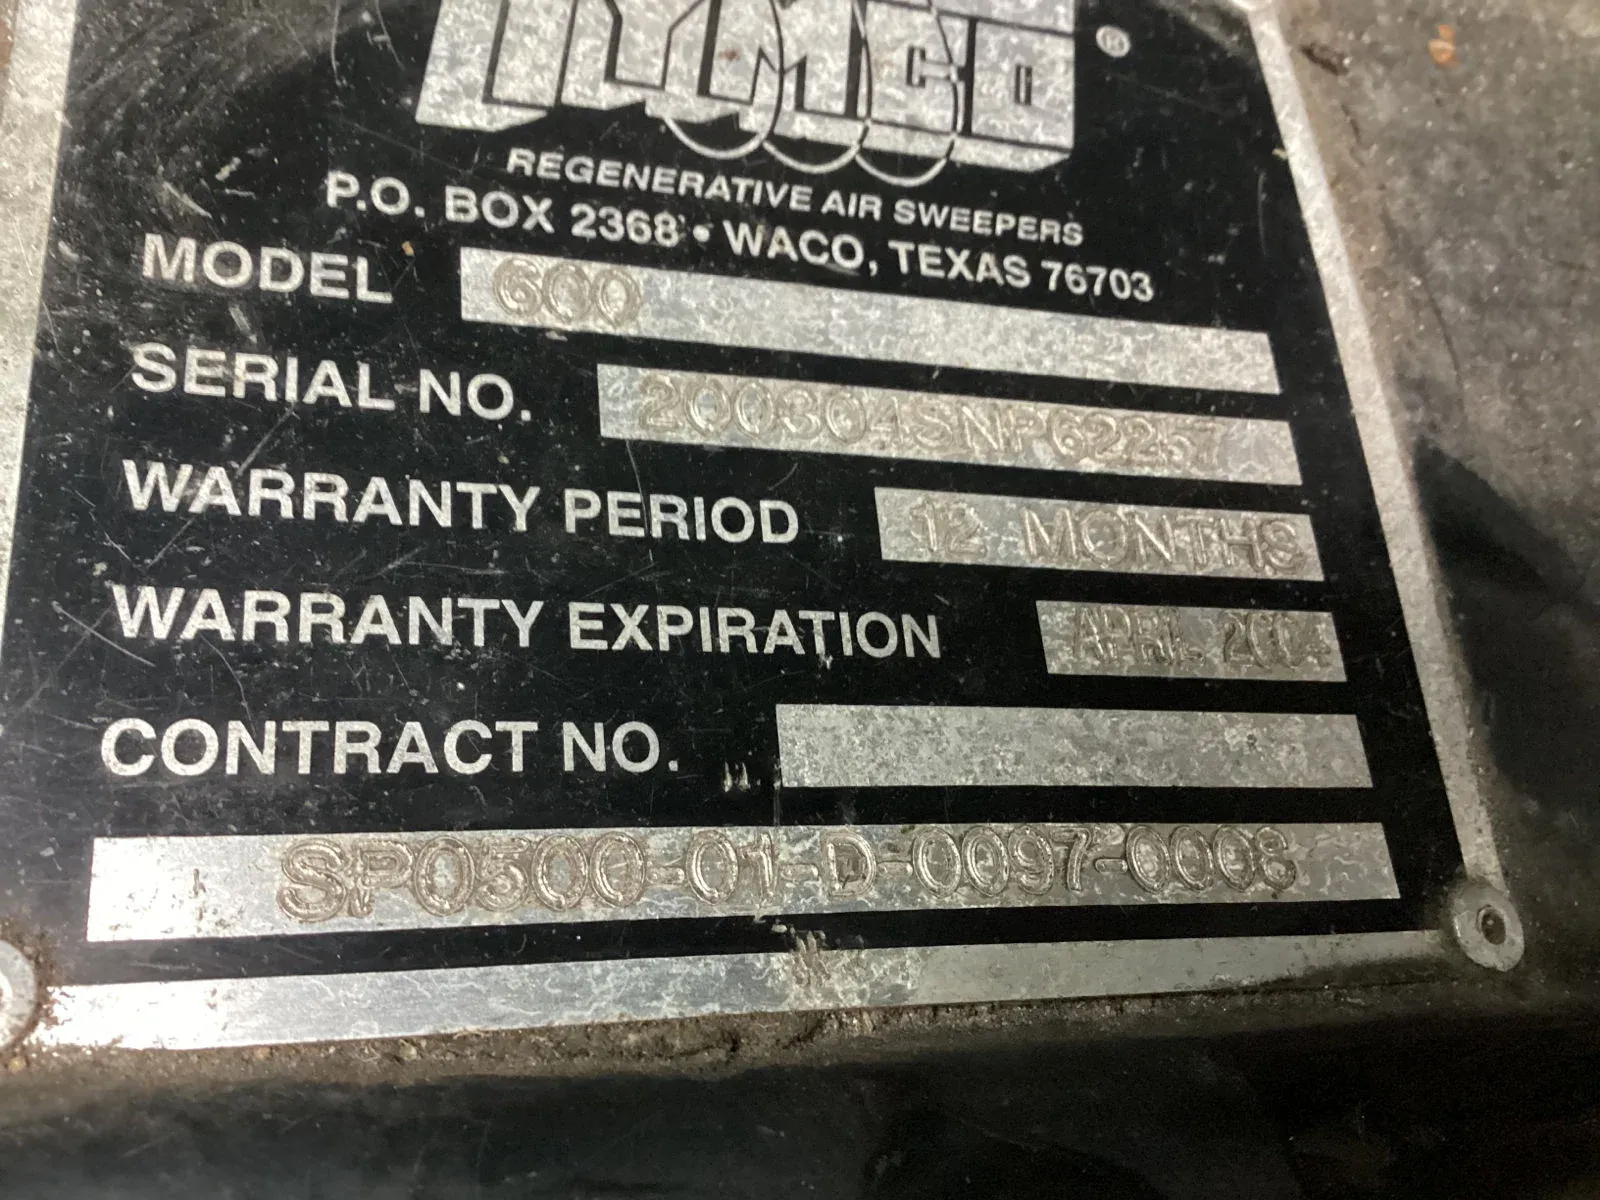 TYMCO ®
REGENERATIVE AIR SWEEPERS
P.O. BOX 2368 • WACO, TEXAS 76703
MODEL 600
SERIAL NO. 200304SNP62257
WARRANTY PERIOD 12 MONTHS
WARRANTY EXPIRATION APRIL 2004
CONTRACT NO.
SP0500-01-D-0097-0008